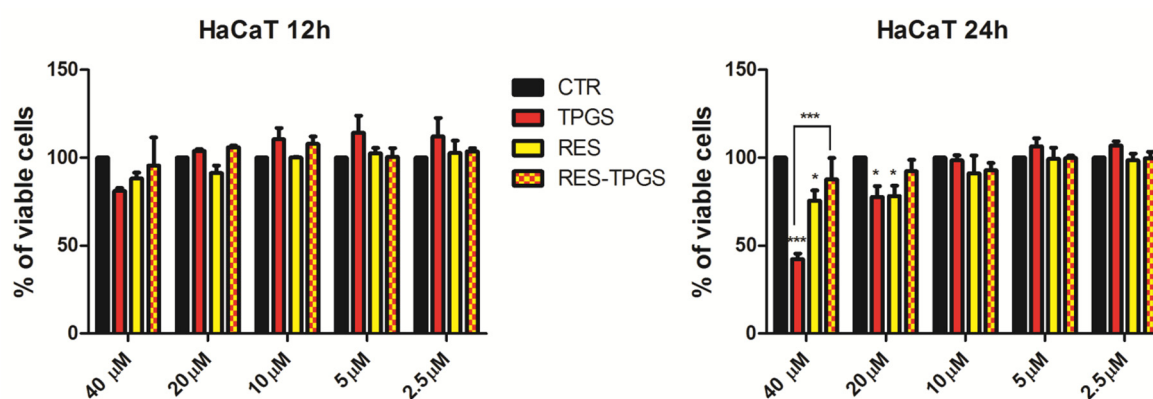 HaCaT 12h
% of viable cells
150
100
50
0
40 µM
20 µM
10 µM
5 µM
2.5 µM
CTR
TPGS
RES
RES-TPGS
HaCaT 24h
% of viable cells
150
100
50
0
***
***
*
*
*
40 µM
20 µM
10 µM
5 µM
2.5 µM